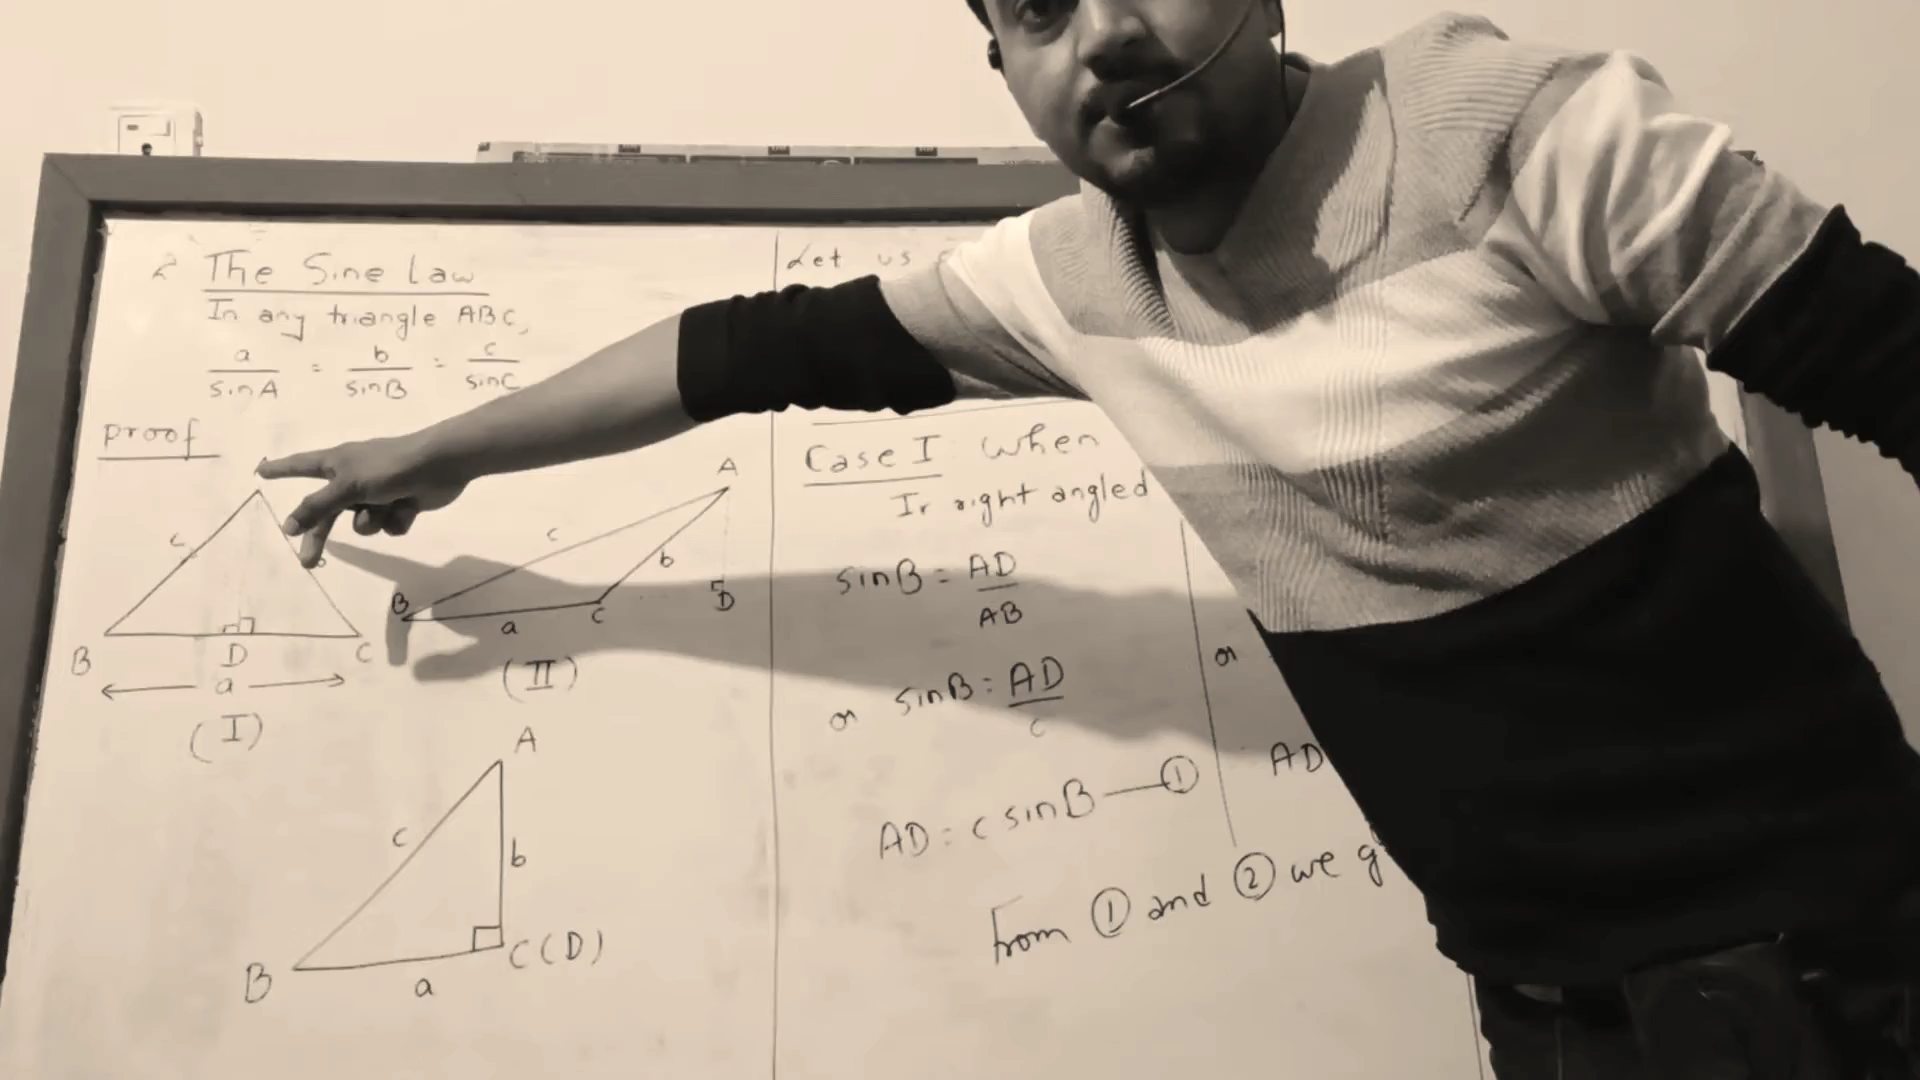 2 The Sine Law
In any triangle ABC,
a/sinA = b/sinB = c/sinC
Proof
c
B D C
a
(I)
A
c
b
B a C D
(II)
A
c
b
B C(D)
a
Let us
Case I: When
Is right angled
sinB = AD/AB
or sinB = AD/c
AD = c sinB — ①
or
AD
From ① and ② we